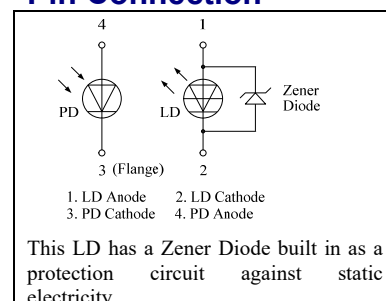 Pin Connection
4 1
PD LD Zener
Diode
3 (Flange) 2
1. LD Anode 2. LD Cathode
3. PD Cathode 4. PD Anode
This LD has a Zener Diode built in as a
protection circuit against static
electricity